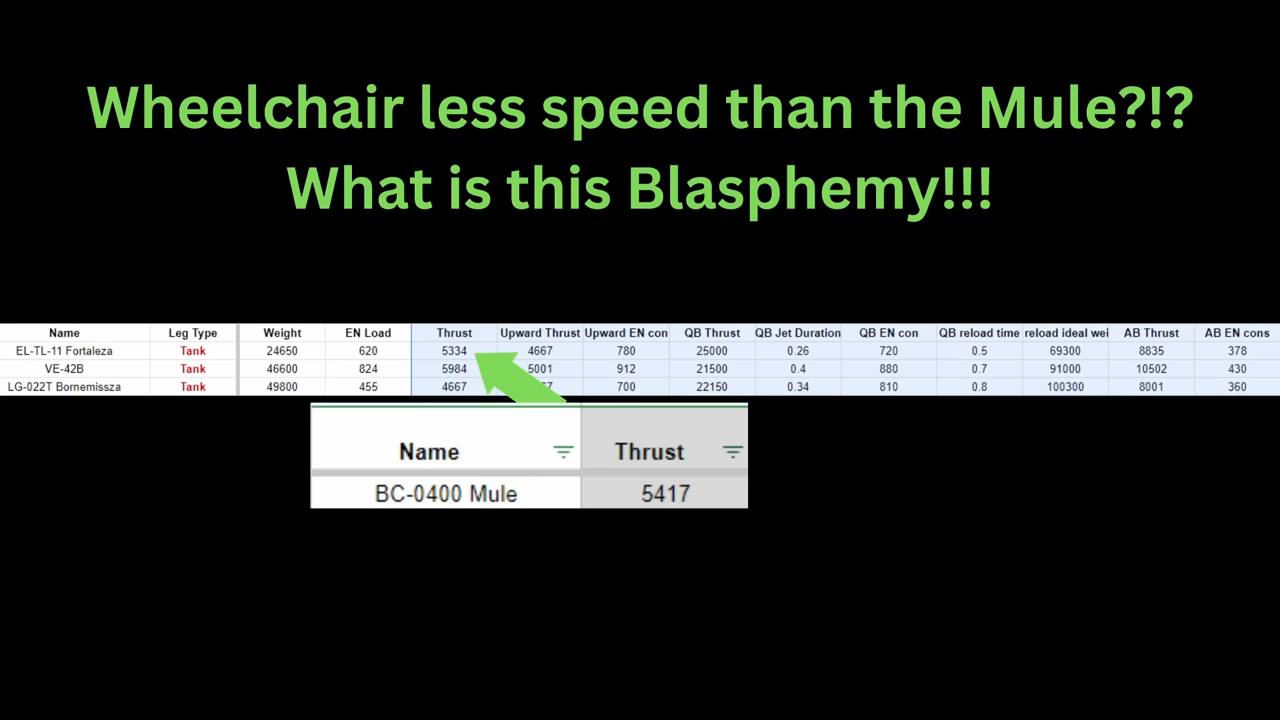 Wheelchair less speed than the Mule?!?
What is this Blasphemy!!!
Name Leg Type Weight EN Load Thrust Upward Thrust Upward EN con QB Thrust QB Jet Duration QB EN con QB reload time reload ideal wei AB Thrust AB EN cons
EL-TL-11 Fortaleza Tank 24650 620 5334 4667 780 25000 0.26 720 0.5 69300 8835 378
VE-42B Tank 46600 824 5984 5001 912 21500 0.4 880 0.7 91000 10502 430
LG-022T Bornemissza Tank 49800 455 4667 700 22150 0.34 810 0.8 100300 8001 360
Name Thrust
BC-0400 Mule 5417